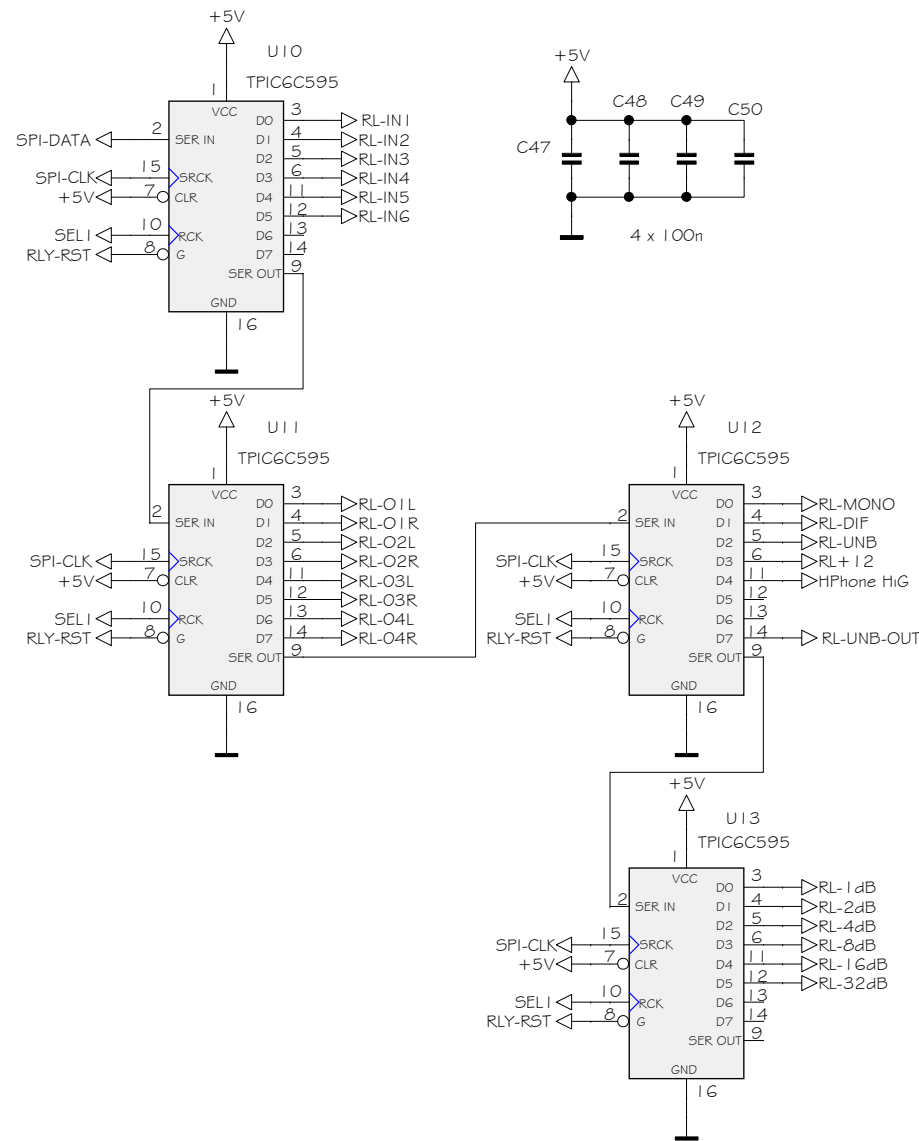 +5V
U10
TPIC6C595
1
VCC
SPI-DATA 2 SER IN D0 3 RL-IN1
D1 4 RL-IN2
D2 5 RL-IN3
SPI-CLK 15 SRCK D3 6 RL-IN4
+5V 7 CLR D4 11 RL-IN5
D5 12 RL-IN6
SEL1 10 RCK D6 13
RLY-RST 8 G D7 14
SER OUT 9
GND
16
+5V
C48 C49 C50
C47
4 x 100n
+5V
U11
TPIC6C595
1
VCC
D0 3 RL-O1L
2 SER IN D1 4 RL-O1R
D2 5 RL-O2L
SPI-CLK 15 SRCK D3 6 RL-O2R
+5V 7 CLR D4 11 RL-O3L
D5 12 RL-O3R
SEL1 10 RCK D6 13 RL-O4L
RLY-RST 8 G D7 14 RL-O4R
SER OUT 9
GND
16
+5V
U12
TPIC6C595
1
VCC
D0 3 RL-MONO
2 SER IN D1 4 RL-DIF
D2 5 RL-UNB
SPI-CLK 15 SRCK D3 6 RL+12
+5V 7 CLR D4 11 HPhone HiG
D5 12
SEL1 10 RCK D6 13
RLY-RST 8 G D7 14 RL-UNB-OUT
SER OUT 9
GND
16
+5V
U13
TPIC6C595
1
VCC
D0 3 RL-1dB
2 SER IN D1 4 RL-2dB
D2 5 RL-4dB
SPI-CLK 15 SRCK D3 6 RL-8dB
+5V 7 CLR D4 11 RL-16dB
D5 12 RL-32dB
SEL1 10 RCK D6 13
RLY-RST 8 G D7 14
SER OUT 9
GND
16